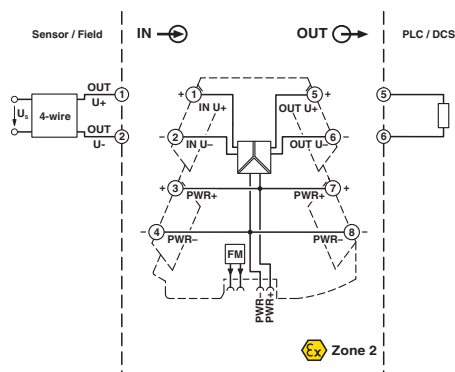 Sensor / Field
IN
OUT
PLC / DCS
OUT
U+
1
+ 1
IN U+
5 +
OUT U+
5
Us
4-wire
OUT
U-
2
– 2
IN U–
6 –
OUT U–
6
+ 3
PWR+
7 +
PWR+
– 4
PWR–
8 –
PWR–
FM
PWR–
PWR+
Ex Zone 2